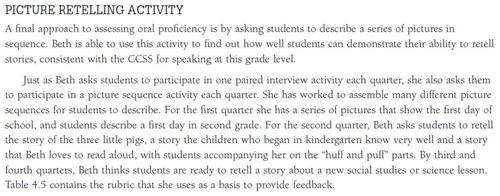 PICTURE RETELLING ACTIVITY
A final approach to assessing oral proficiency is by asking students to describe a series of pictures in
sequence. Beth is able to use this activity to find out how well students can demonstrate their ability to retell
stories, consistent with the CCSS for speaking at this grade level.
Just as Beth asks students to participate in one paired interview activity each quarter, she also asks them
to participate in a picture sequence activity each quarter. She has worked to assemble many different picture
sequences for students to describe. For the first quarter she has a series of pictures that show the first day of
school, and students describe a first day in second grade. For the second quarter, Beth asks students to retell
the story of the three little pigs, a story the children who began in kindergarten know very well and a story
that Beth loves to read aloud, with students accompanying her on the "huff and puff" parts. By third and
fourth quarters, Beth thinks students are ready to retell a story about a new social studies or science lesson.
Table 4.5 contains the rubric that she uses as a basis to provide feedback.